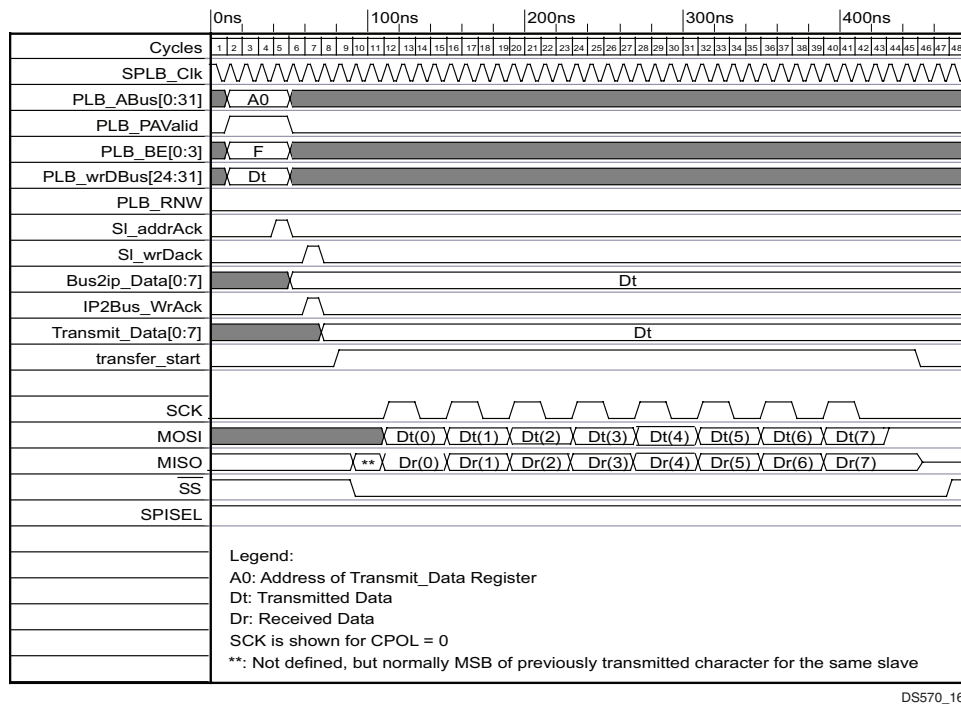 0ns 100ns 200ns 300ns 400ns
Cycles 1 2 3 4 5 6 7 8 9 10 11 12 13 14 15 16 17 18 19 20 21 22 23 24 25 26 27 28 29 30 31 32 33 34 35 36 37 38 39 40 41 42 43 44 45 46 47 48
SPLB_Clk
PLB_ABus[0:31] A0
PLB_PAValid
PLB_BE[0:3] F
PLB_wrDBus[24:31] Dt
PLB_RNW
Sl_addrAck
Sl_wrDack
Bus2ip_Data[0:7] Dt
IP2Bus_WrAck
Transmit_Data[0:7] Dt
transfer_start
SCK
MOSI Dt(0) Dt(1) Dt(2) Dt(3) Dt(4) Dt(5) Dt(6) Dt(7)
MISO ** Dr(0) Dr(1) Dr(2) Dr(3) Dr(4) Dr(5) Dr(6) Dr(7)
SS
SPISEL
Legend:
A0: Address of Transmit_Data Register
Dt: Transmitted Data
Dr: Received Data
SCK is shown for CPOL = 0
**: Not defined, but normally MSB of previously transmitted character for the same slave
DS570_16